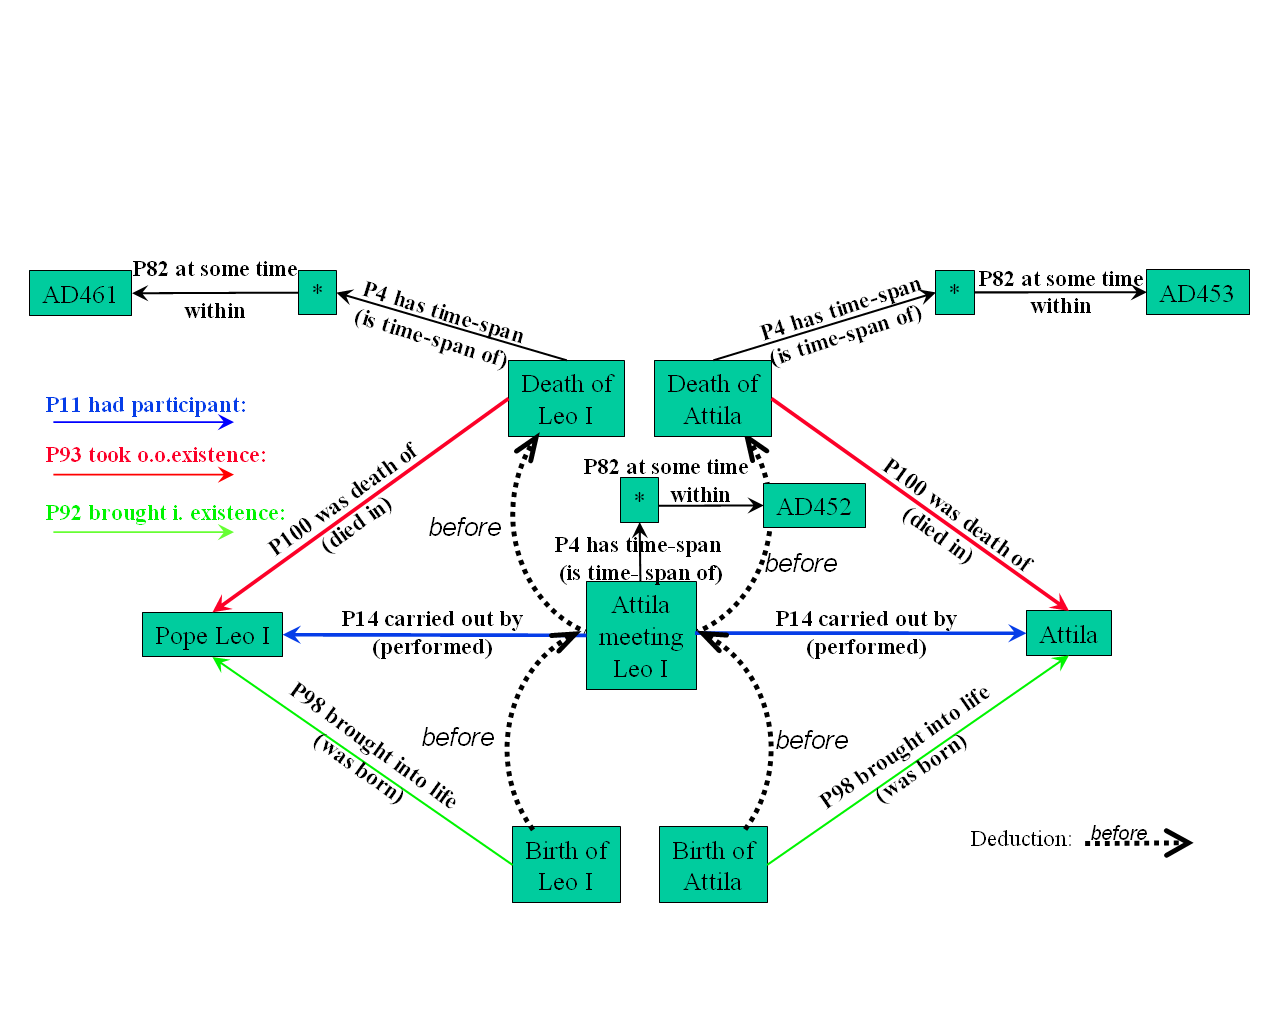 P82 at some time
within
AD461
*
P4 has time-span
(is time-span of)
P4 has time-span
(is time-span of)
*
P82 at some time
within
AD453
Death of
Leo I
Death of
Attila
P11 had participant:
P93 took o.o.existence:
P92 brought i. existence:
P100 was death of
(died in)
before
P82 at some time
within
*
AD452
P4 has time-span
(is time- span of)
before
P100 was death of
(died in)
Pope Leo I
P14 carried out by
(performed)
Attila
meeting
Leo I
P14 carried out by
(performed)
Attila
P98 brought into life
(was born)
before
before
P98 brought into life
(was born)
Birth of
Leo I
Birth of
Attila
Deduction: before